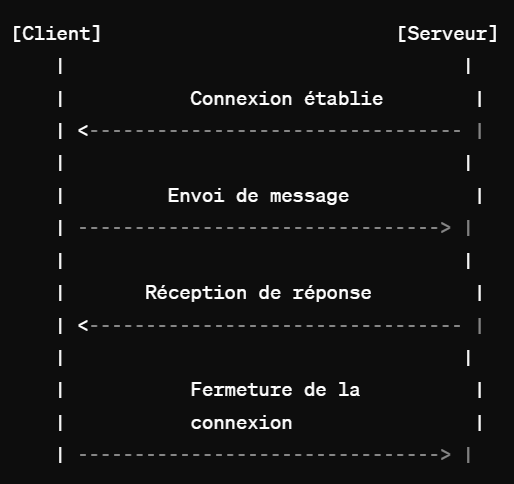 [Client]                          [Serveur]
    |                                   |
    |           Connexion établie        |
    | <--------------------------------- |
    |                                   |
    |         Envoi de message           |
    | --------------------------------> |
    |                                   |
    |       Réception de réponse         |
    | <--------------------------------- |
    |                                   |
    |           Fermeture de la          |
    |           connexion                |
    | --------------------------------> |